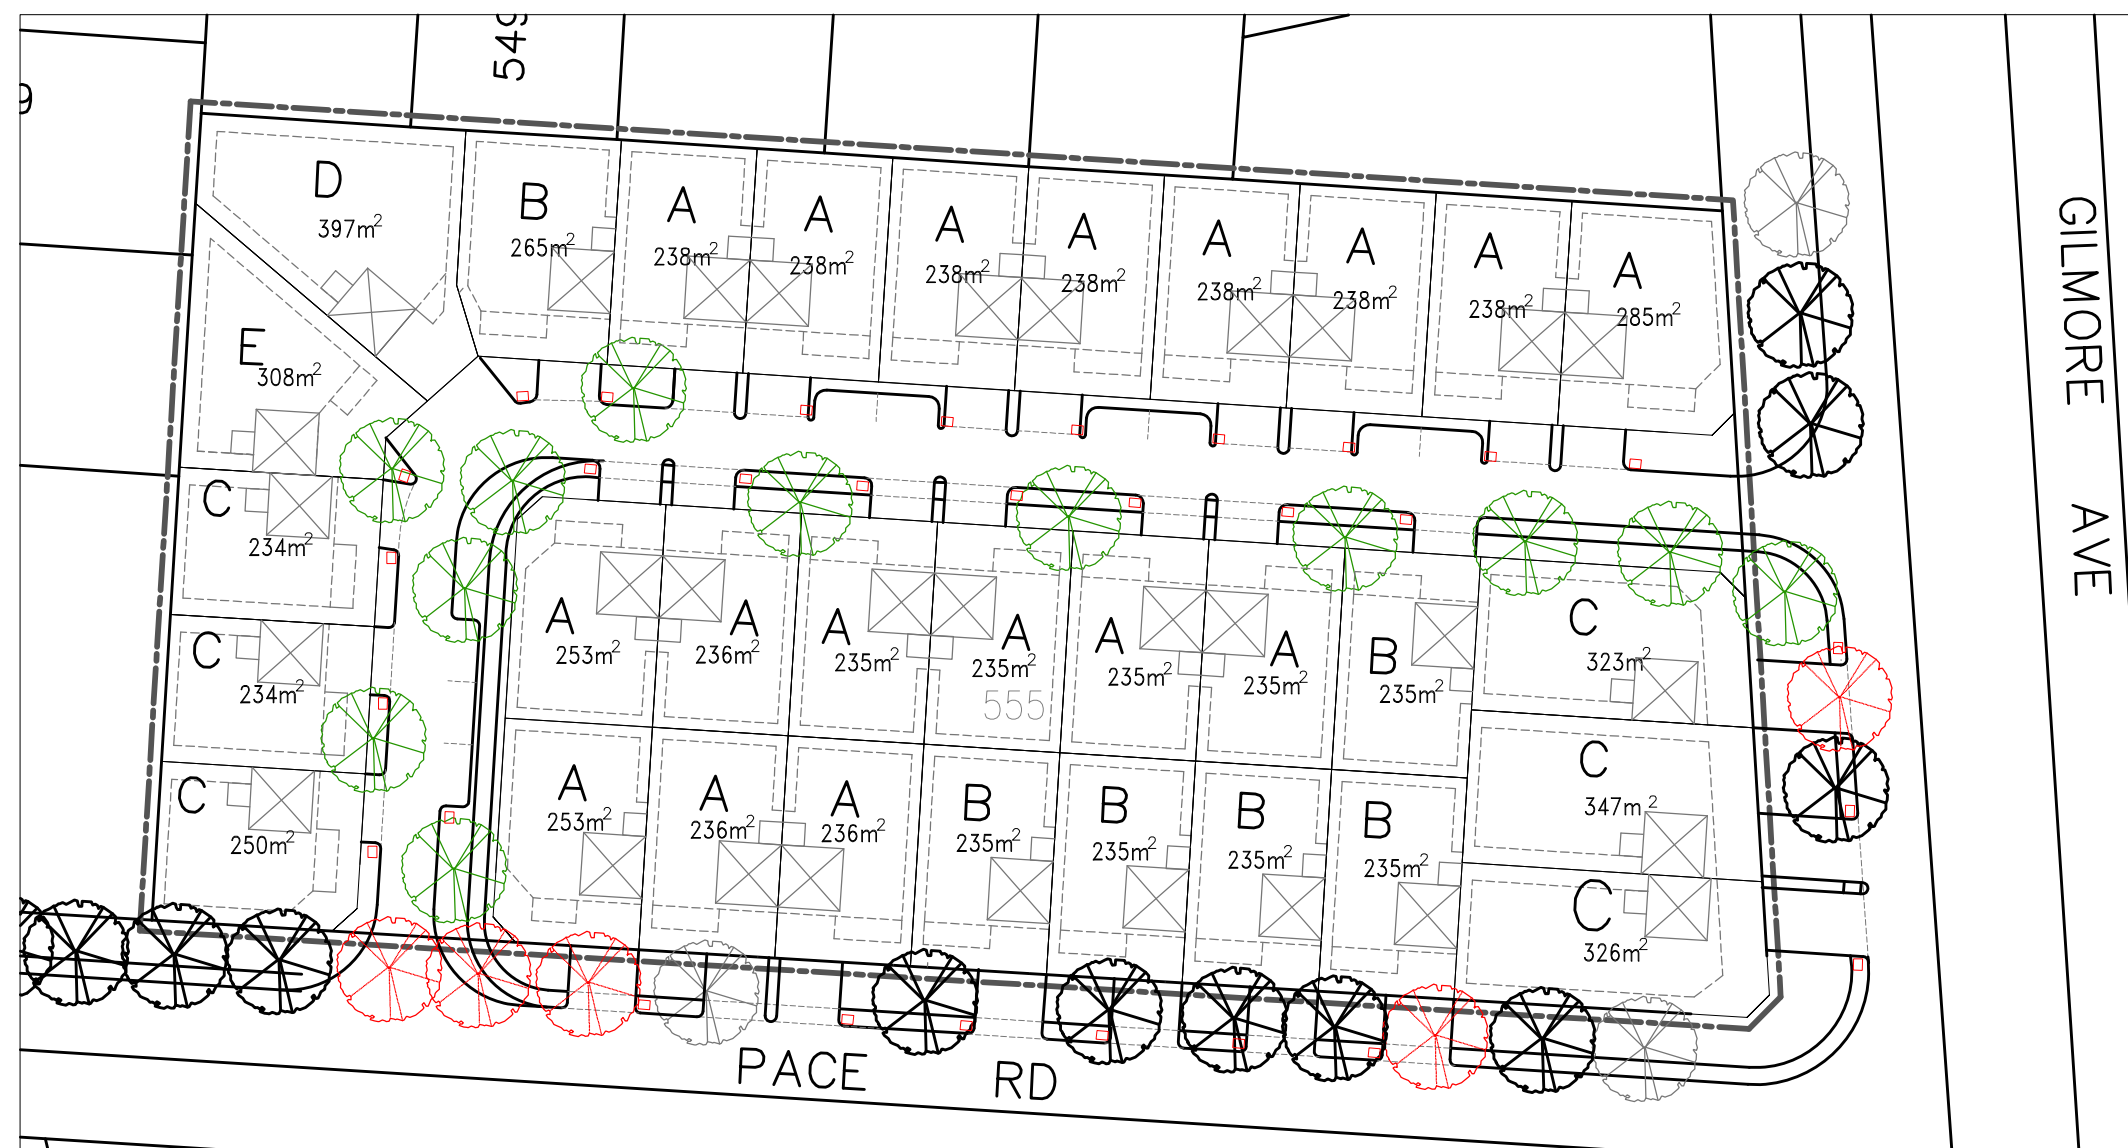 549
9
D
397m²
B
265m²
A
238m²
A
238m²
A
238m²
A
238m²
A
238m²
A
238m²
A
238m²
A
285m²
E
308m²
C
234m²
C
234m²
C
250m²
A
253m²
A
236m²
A
235m²
A
235m²
555
A
235m²
A
235m²
B
235m²
C
323m²
C
347m²
C
326m²
A
253m²
A
236m²
A
236m²
B
235m²
B
235m²
B
235m²
B
235m²
PACE RD
GILMORE AVE